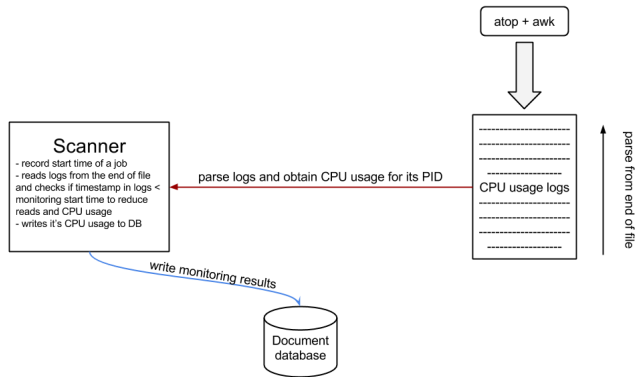 atop + awk
Scanner
- record start time of a job
- reads logs from the end of file
and checks if timestamp in logs <
monitoring start time to reduce
reads and CPU usage
- writes it's CPU usage to DB
parse logs and obtain CPU usage for its PID
CPU usage logs
parse from end of file
write monitoring results
Document
database